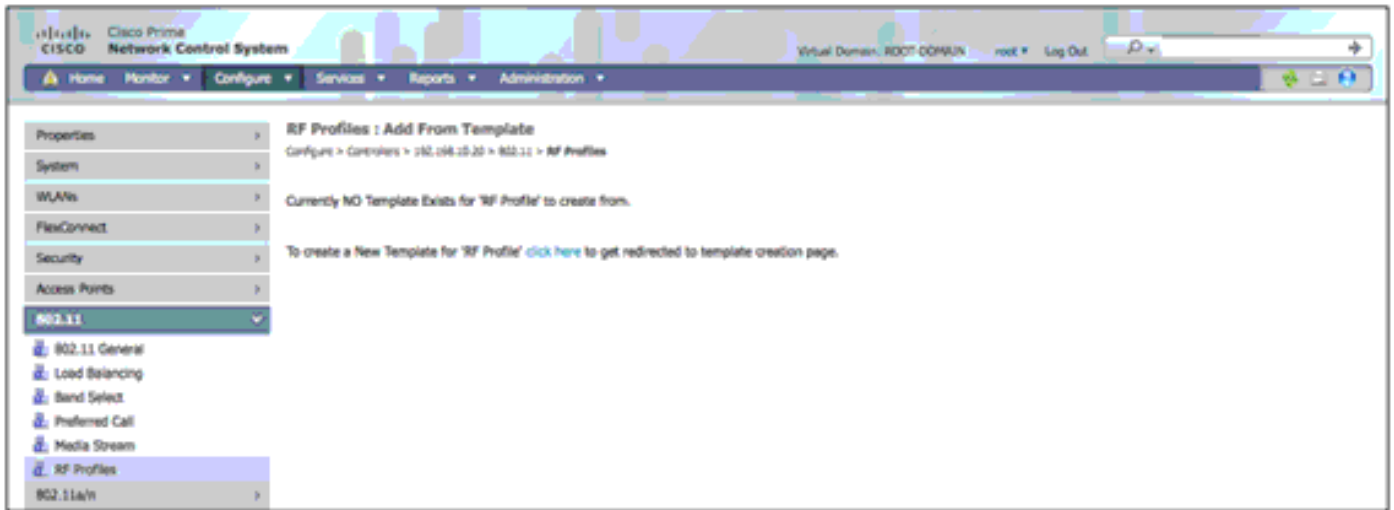 Cisco Prime
CISCO Network Control System
Virtual Domain: ROOT-DOMAIN root Log Out
Home Monitor Configure Services Reports Administration
Properties
System
WLANs
FlexConnect
Security
Access Points
802.11
802.11 General
Load Balancing
Band Select
Preferred Call
Media Stream
RF Profiles
802.11a/n
RF Profiles : Add From Template
Configure > Controllers > 192.168.10.20 > 802.11 > RF Profiles
Currently NO Template Exists for 'RF Profile' to create from.
To create a New Template for 'RF Profile' click here to get redirected to template creation page.